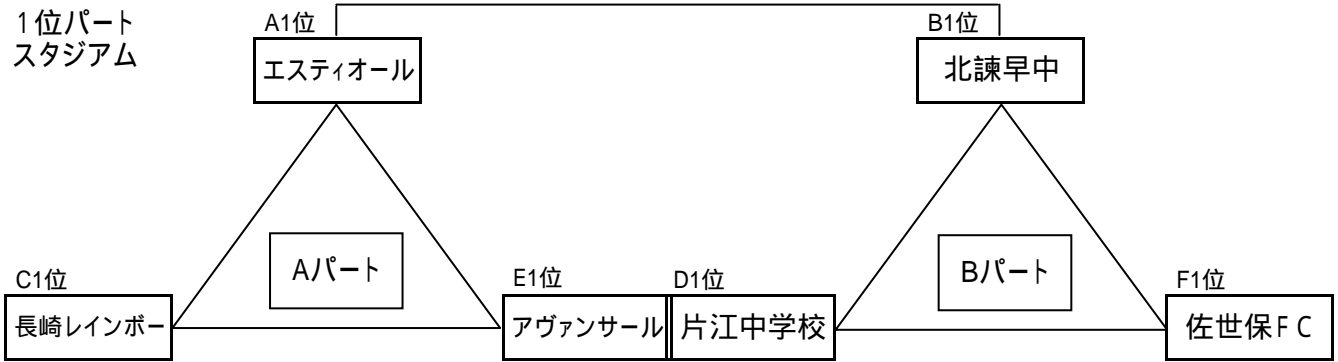 1位パート
スタジアム
A1位
B1位
エスティオール
北諫早中
Aパート
Bパート
C1位
E1位
D1位
F1位
長崎レインボー
アヴァンサール
片江中学校
佐世保FC